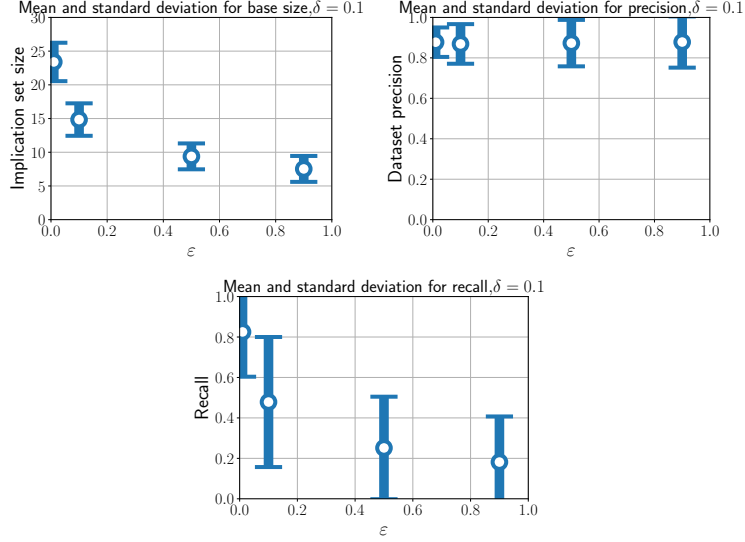 Mean and standard deviation for base size,δ = 0.1
30
25
20
15
10
5
0
Implication set size
0.0 0.2 0.4 0.6 0.8 1.0
ε
Mean and standard deviation for precision,δ = 0.1
1.0
0.8
0.6
0.4
0.2
0.0
Dataset precision
0.0 0.2 0.4 0.6 0.8 1.0
ε
Mean and standard deviation for recall,δ = 0.1
1.0
0.8
0.6
0.4
0.2
0.0
Recall
0.0 0.2 0.4 0.6 0.8 1.0
ε